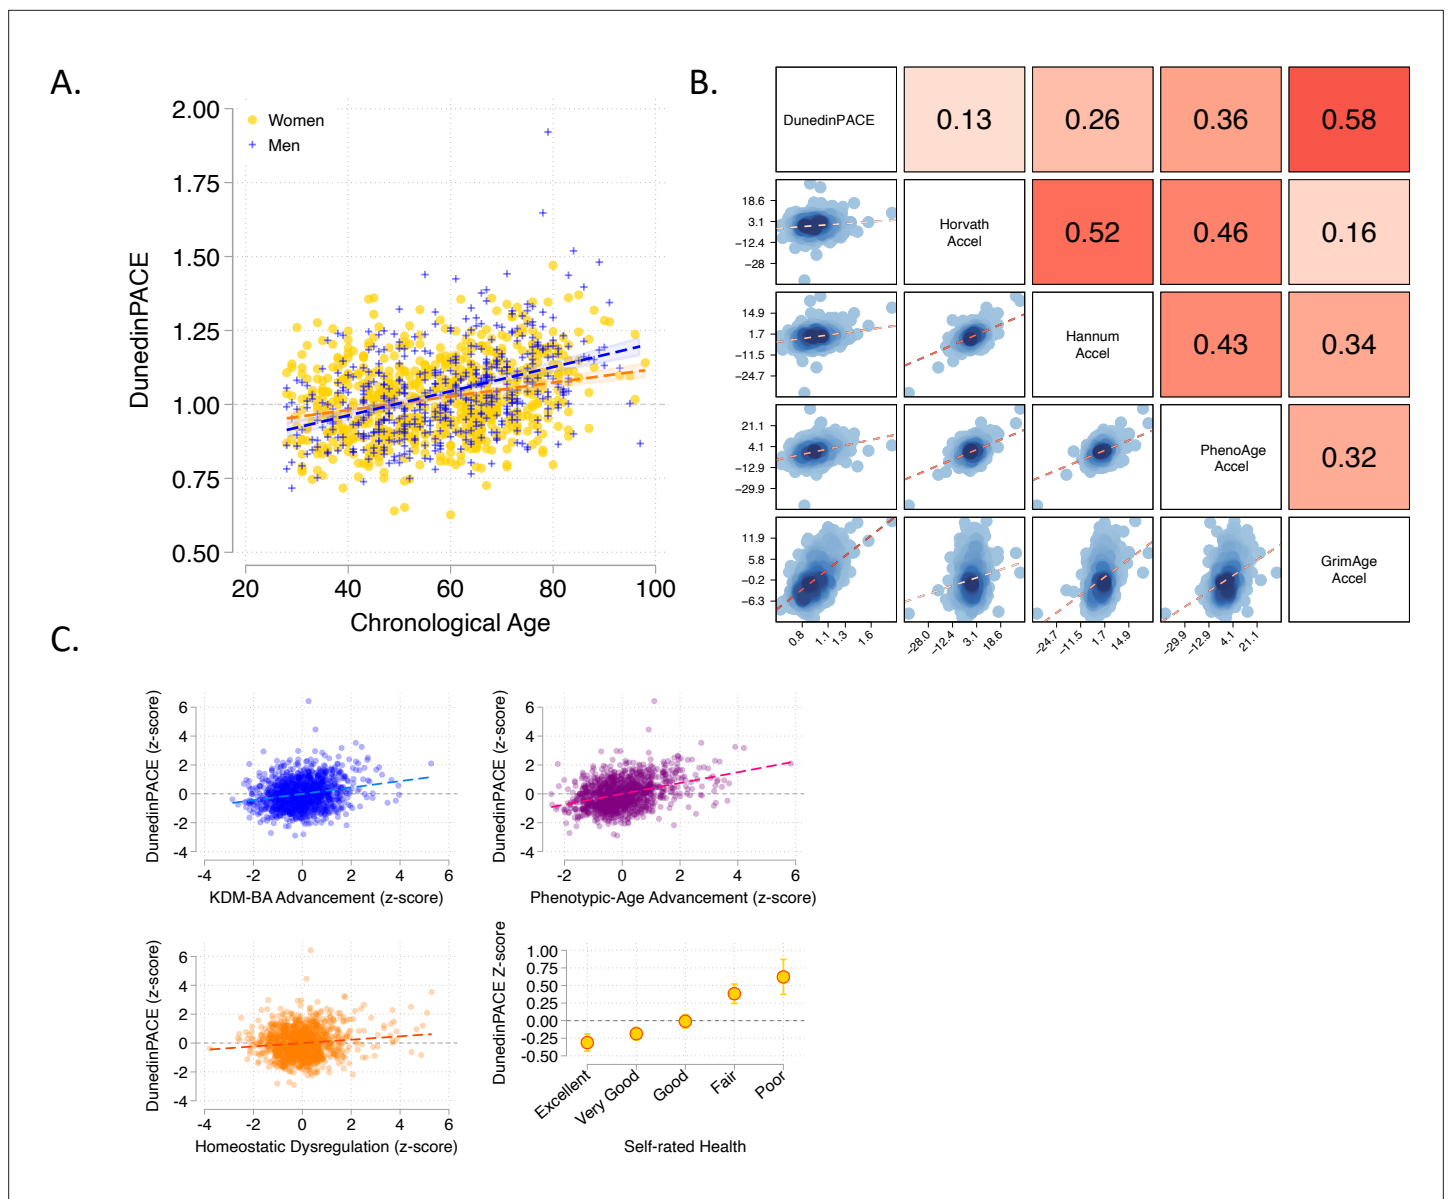 A.
2.00
1.75
1.50
1.25
1.00
0.75
0.50
DunedinPACE
Women
Men
20 40 60 80 100
Chronological Age
B.
DunedinPACE 0.13 0.26 0.36 0.58
18.6
3.1
−12.4
−28
Horvath
Accel
0.52 0.46 0.16
14.9
1.7
−11.5
−24.7
Hannum
Accel
0.43 0.34
21.1
4.1
−12.9
−29.9
PhenoAge
Accel
0.32
11.9
5.8
−0.2
−6.3
GrimAge
Accel
0.8 1.1 1.3 1.6
−28.0 −12.4 3.1 18.6
−24.7 −11.5 1.7 14.9
−29.9 −12.9 4.1 21.1
C.
DunedinPACE (z-score)
6
4
2
0
-2
-4
-4 -2 0 2 4 6
KDM-BA Advancement (z-score)
DunedinPACE (z-score)
6
4
2
0
-2
-4
-2 0 2 4 6
Phenotypic-Age Advancement (z-score)
DunedinPACE (z-score)
6
4
2
0
-2
-4
-4 -2 0 2 4 6
Homeostatic Dysregulation (z-score)
DunedinPACE Z-score
1.00
0.75
0.50
0.25
0.00
-0.25
-0.50
Excellent
Very Good
Good
Fair
Poor
Self-rated Health